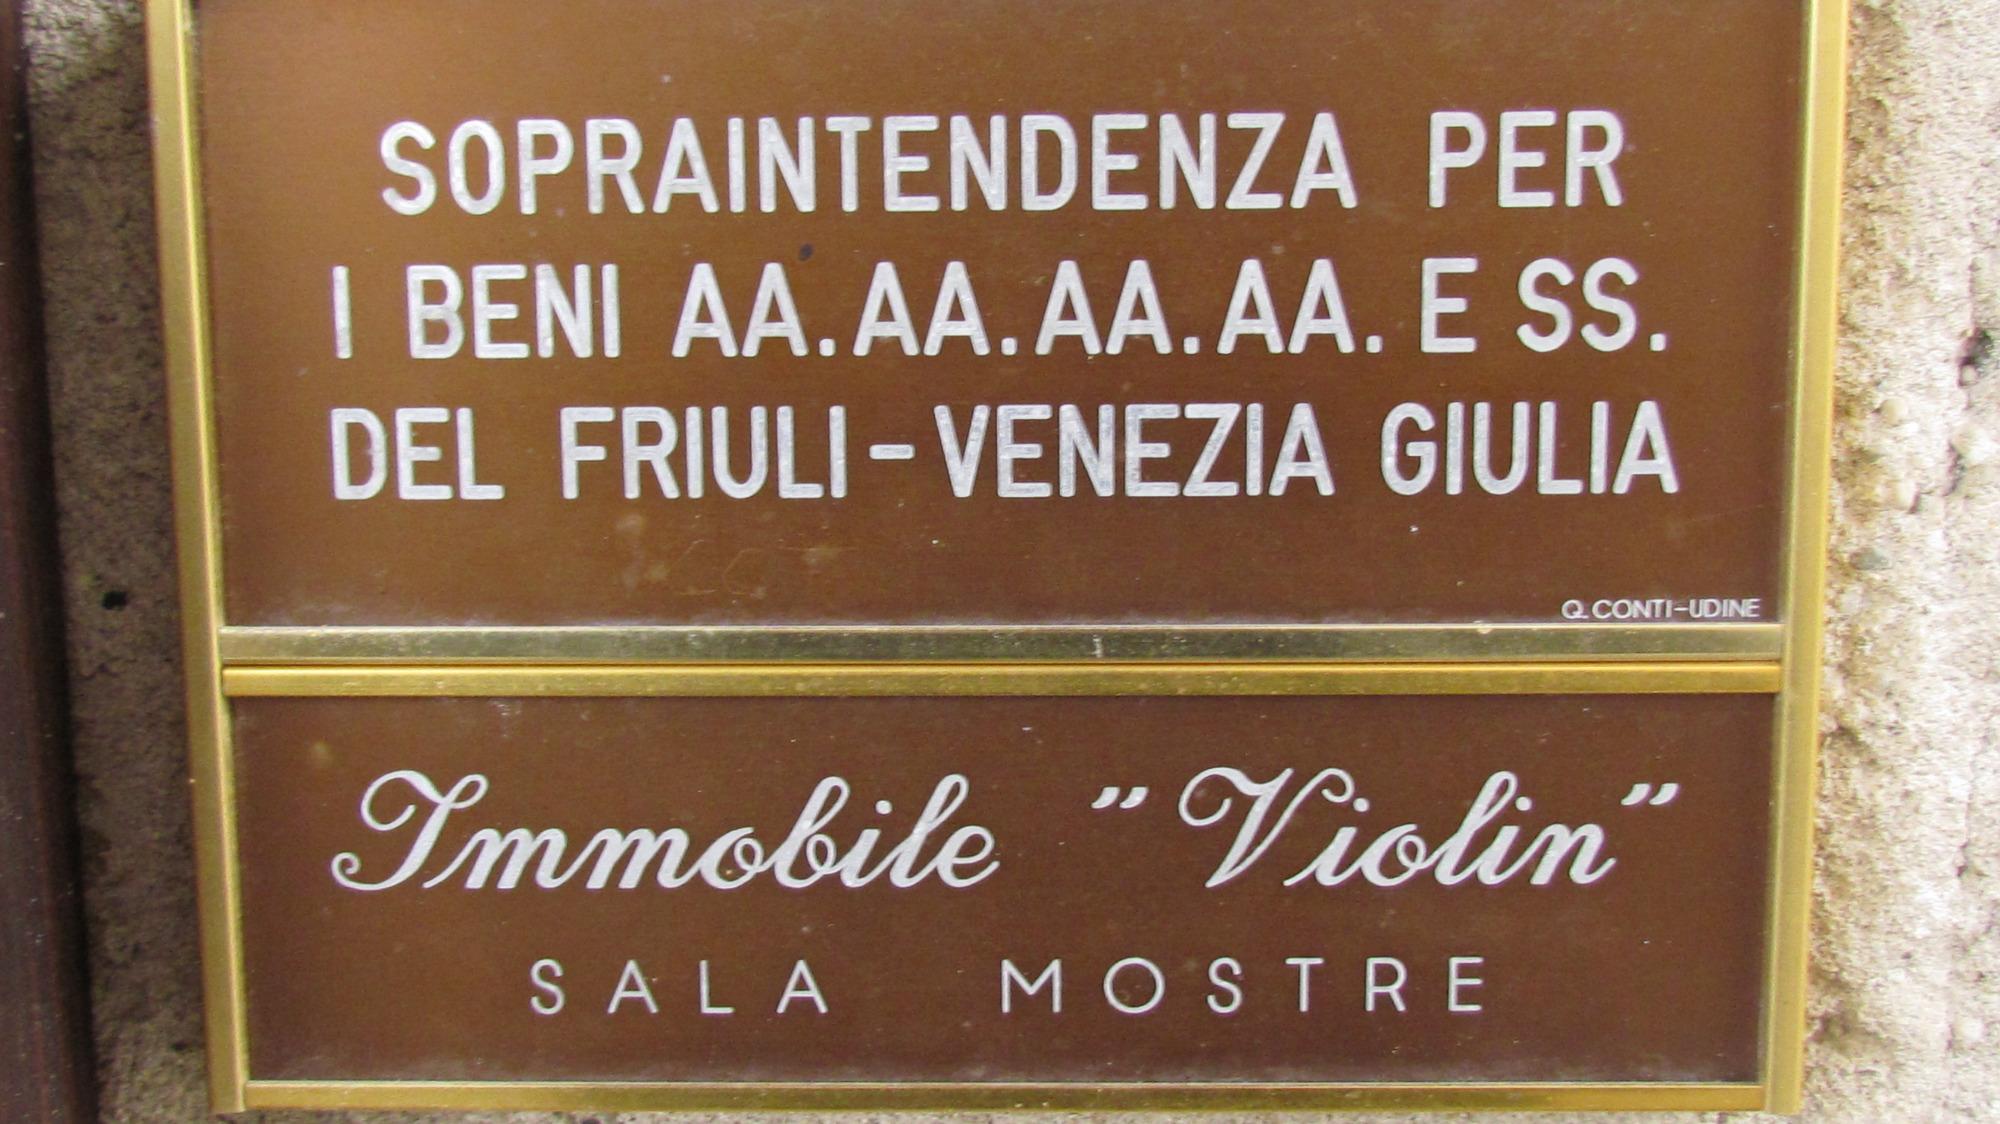 SOPRAINTENDENZA PER
I BENI AA.AA.AA.AA. E SS.
DEL FRIULI-VENEZIA GIULIA
Q. CONTI-UDINE
Immobile "Violin"
SALA MOSTRE